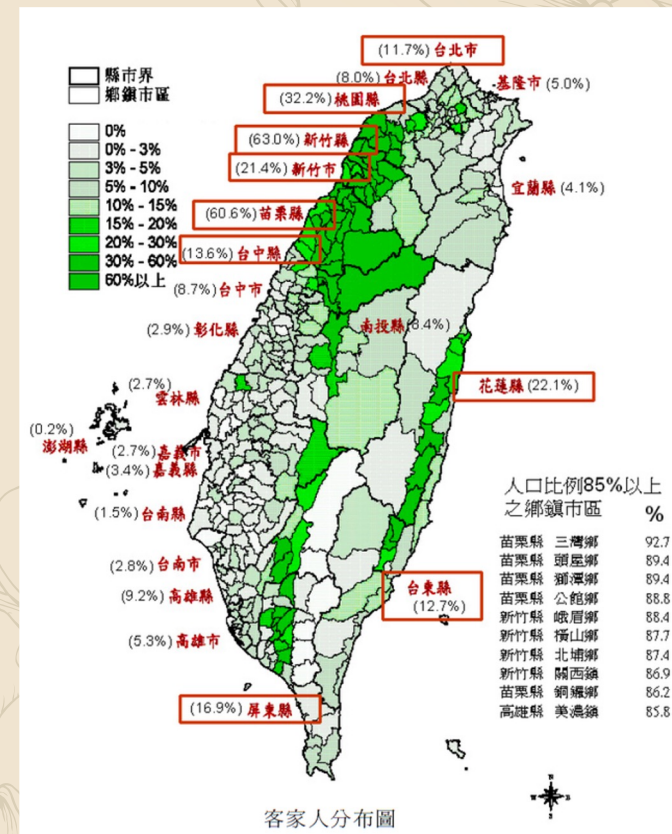 (11.7%) 台北市
縣市界
鄉鎮市區
(8.0%) 台北縣
基隆市 (5.0%)
(32.2%) 桃園縣
0%
0% - 3%
3% - 5%
5% - 10%
10% - 15%
15% - 20%
20% - 30%
30% - 60%
60%以上
(63.0%) 新竹縣
(21.4%) 新竹市
宜蘭縣 (4.1%)
(60.6%) 苗栗縣
(13.6%) 台中縣
(8.7%) 台中市
(2.9%) 彰化縣
南投縣 (8.4%)
(2.7%)
雲林縣
花蓮縣 (22.1%)
(0.2%)
澎湖縣
(2.7%) 嘉義市
(3.4%) 嘉義縣
(1.5%) 台南縣
(2.8%) 台南市
(9.2%) 高雄縣
(5.3%) 高雄市
台東縣
(12.7%)
(16.9%) 屏東縣
人口比例85%以上
之鄉鎮市區 %
苗栗縣 三灣鄉 92.7
苗栗縣 頭屋鄉 89.4
苗栗縣 獅潭鄉 89.4
苗栗縣 公館鄉 88.8
新竹縣 峨眉鄉 88.4
新竹縣 橫山鄉 87.7
新竹縣 北埔鄉 87.4
新竹縣 關西鎮 86.9
苗栗縣 銅鑼鄉 86.2
高雄縣 美濃鎮 85.8
N
W E
S
客家人分布圖